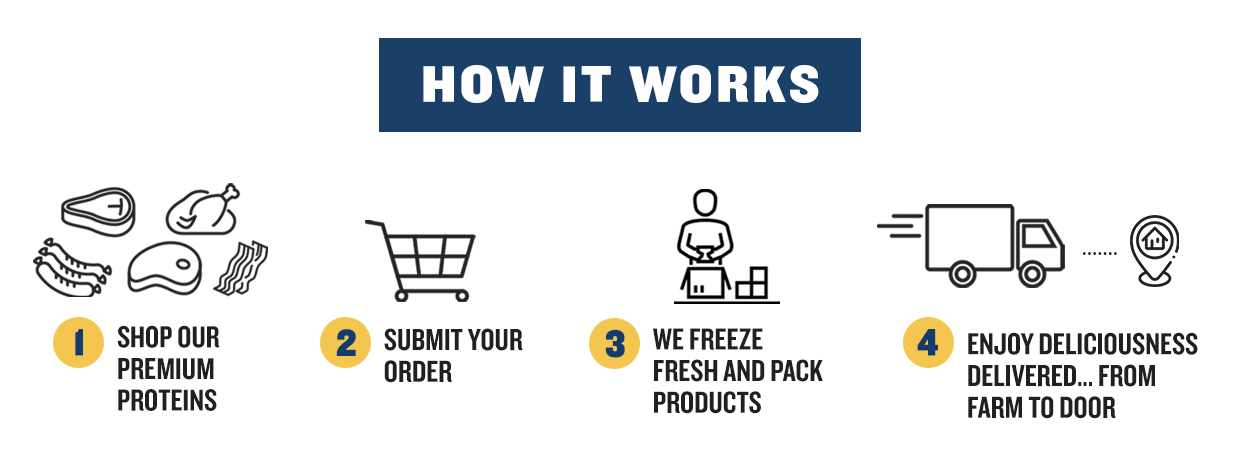 HOW IT WORKS
1
SHOP OUR
PREMIUM
PROTEINS
2
SUBMIT YOUR
ORDER
3
WE FREEZE
FRESH AND PACK
PRODUCTS
4
ENJOY DELICIOUSNESS
DELIVERED... FROM
FARM TO DOOR